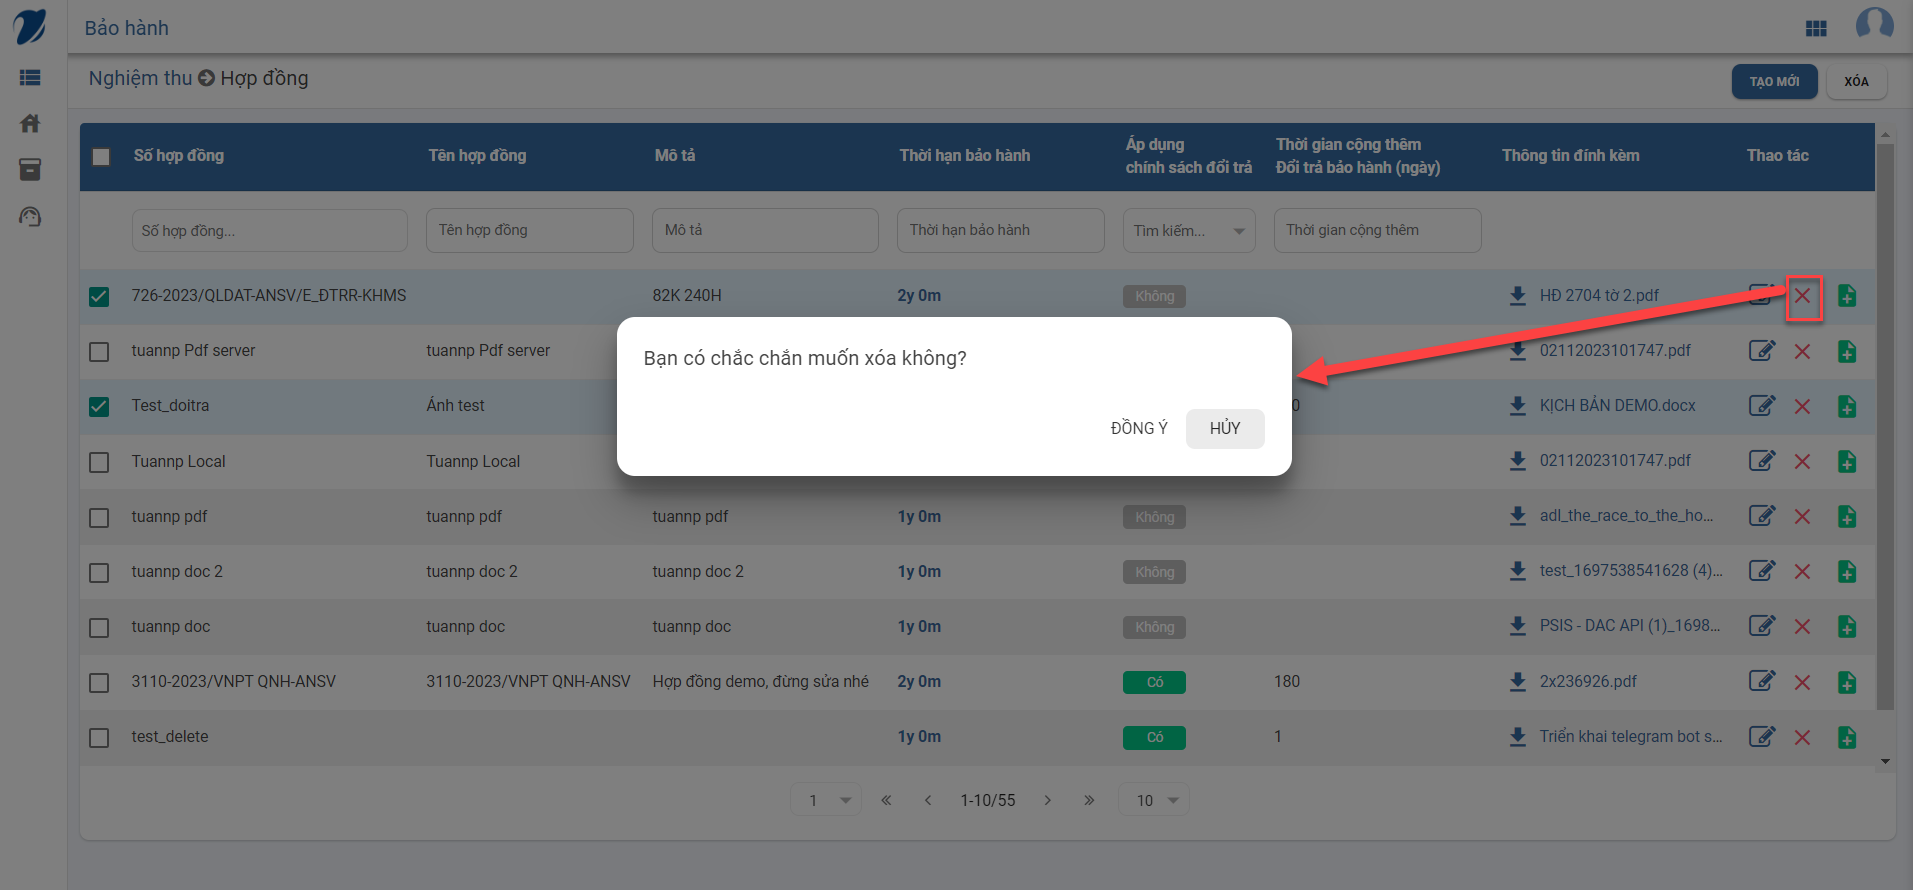 Bảo hành
Nghiệm thu Hợp đồng
TẠO MỚI XÓA
Số hợp đồng Tên hợp đồng Mô tả Thời hạn bảo hành Áp dụng chính sách đổi trả Thời gian cộng thêm Đổi trả bảo hành (ngày) Thông tin đính kèm Thao tác
Số hợp đồng... Tên hợp đồng Mô tả Thời hạn bảo hành Tìm kiếm... Thời gian cộng thêm
726-2023/QLDAT-ANSV/E_ĐTRR-KHMS 82K 240H 2y 0m Không HĐ 2704 tờ 2.pdf
tuannp Pdf server tuannp Pdf server 02112023101747.pdf
Bạn có chắc chắn muốn xóa không?
Test_doitra Ánh test 0 KỊCH BẢN DEMO.docx
ĐỒNG Ý HỦY
Tuannp Local Tuannp Local 02112023101747.pdf
tuannp pdf tuannp pdf tuannp pdf 1y 0m Không adl_the_race_to_the_ho...
tuannp doc 2 tuannp doc 2 tuannp doc 2 1y 0m Không test_1697538541628 (4)...
tuannp doc tuannp doc tuannp doc 1y 0m Không PSIS - DAC API (1)_1698...
3110-2023/VNPT QNH-ANSV 3110-2023/VNPT QNH-ANSV Hợp đồng demo, đừng sửa nhé 2y 0m Có 180 2x236926.pdf
test_delete 1y 0m Có 1 Triển khai telegram bot s...
1 1-10/55 10